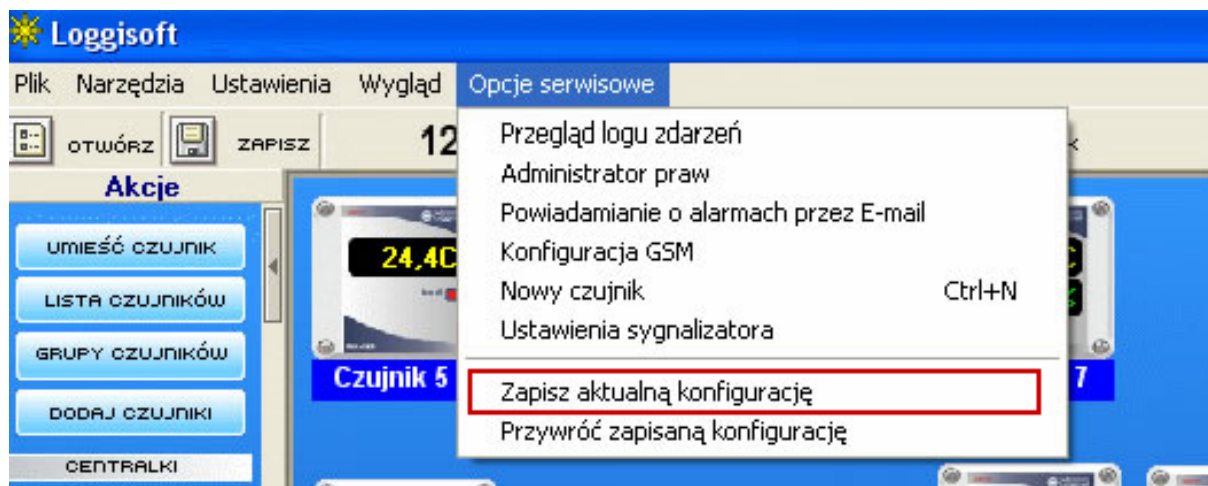 Loggisoft
Plik Narzędzia Ustawienia Wygląd Opcje serwisowe
OTWÓRZ ZAPISZ 12
Akcje
UMIEŚĆ CZUJNIK
LISTA CZUJNIKÓW
GRUPY CZUJNIKÓW
DODAJ CZUJNIKI
CENTRALKI
24,4C
Czujnik 5
Przegląd logu zdarzeń
Administrator praw
Powiadamianie o alarmach przez E-mail
Konfiguracja GSM
Nowy czujnik Ctrl+N
Ustawienia sygnalizatora
Zapisz aktualną konfigurację
Przywróć zapisaną konfigurację
7